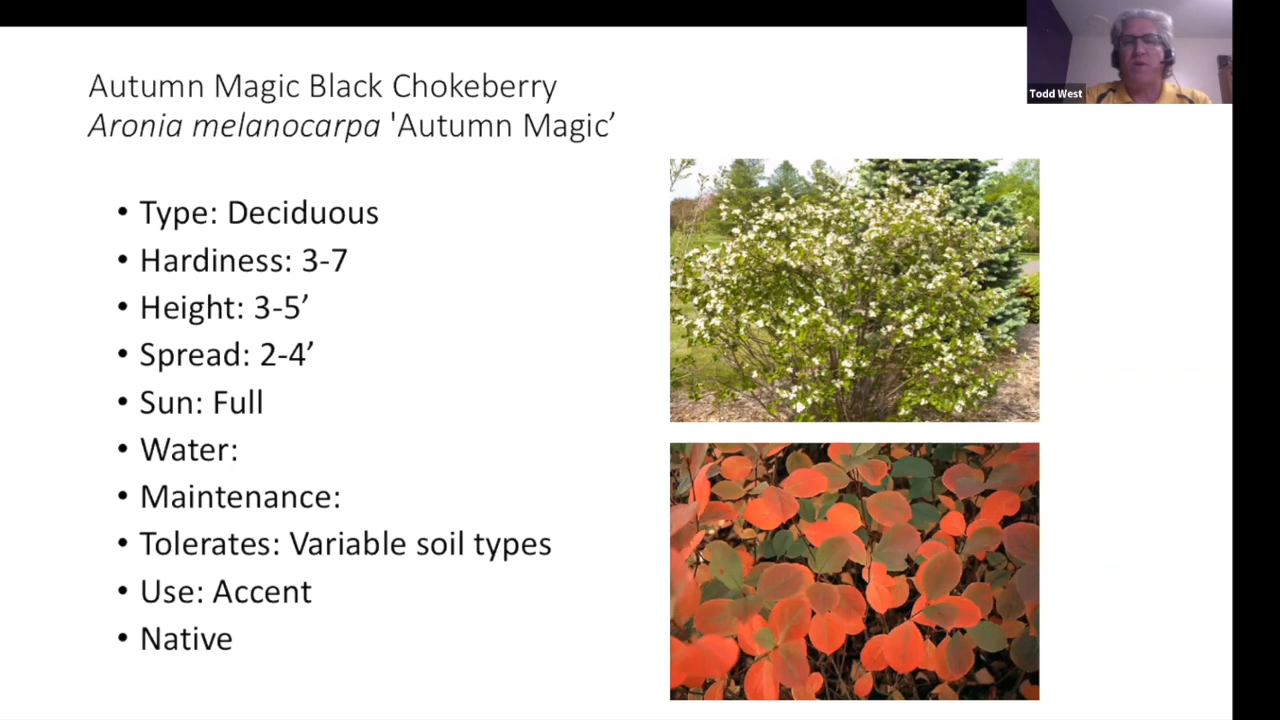 Autumn Magic Black Chokeberry
Aronia melanocarpa 'Autumn Magic’
• Type: Deciduous
• Hardiness: 3-7
• Height: 3-5’
• Spread: 2-4’
• Sun: Full
• Water:
• Maintenance:
• Tolerates: Variable soil types
• Use: Accent
• Native
Todd West